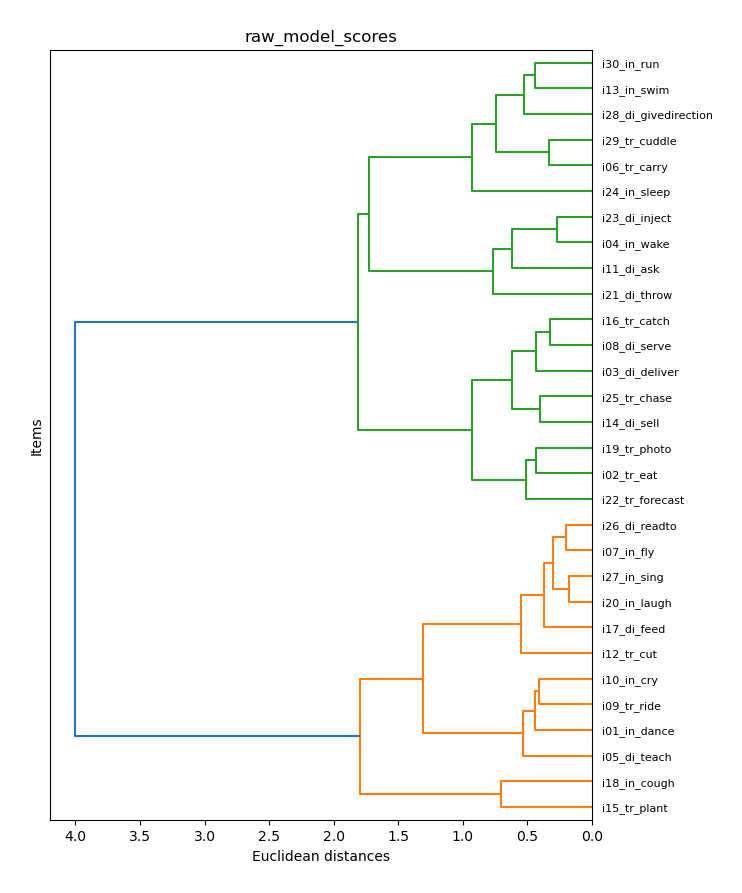 raw_model_scores
i30_in_run
i13_in_swim
i28_di_givedirection
i29_tr_cuddle
i06_tr_carry
i24_in_sleep
i23_di_inject
i04_in_wake
i11_di_ask
i21_di_throw
i16_tr_catch
i08_di_serve
i03_di_deliver
i25_tr_chase
i14_di_sell
i19_tr_photo
i02_tr_eat
i22_tr_forecast
i26_di_readto
i07_in_fly
i27_in_sing
i20_in_laugh
i17_di_feed
i12_tr_cut
i10_in_cry
i09_tr_ride
i01_in_dance
i05_di_teach
i18_in_cough
i15_tr_plant
Items
4.0 3.5 3.0 2.5 2.0 1.5 1.0 0.5 0.0
Euclidean distances